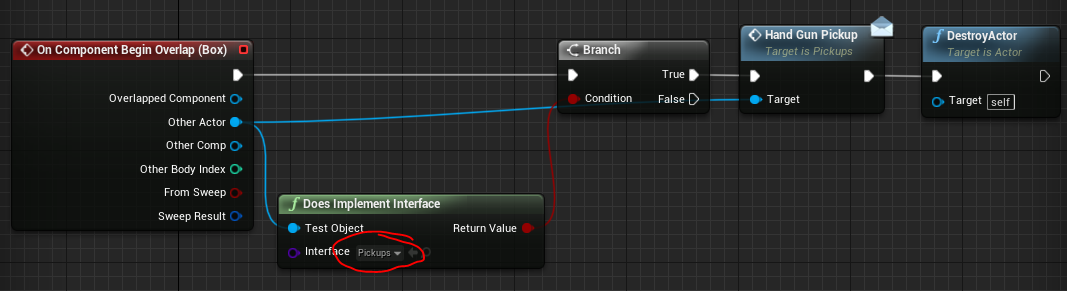 On Component Begin Overlap (Box)
Overlapped Component
Other Actor
Other Comp
Other Body Index
From Sweep
Sweep Result
f Does Implement Interface
Test Object Return Value
Interface Pickups
Branch
True
Condition False
Hand Gun Pickup
Target is Pickups
Target
f DestroyActor
Target is Actor
Target self